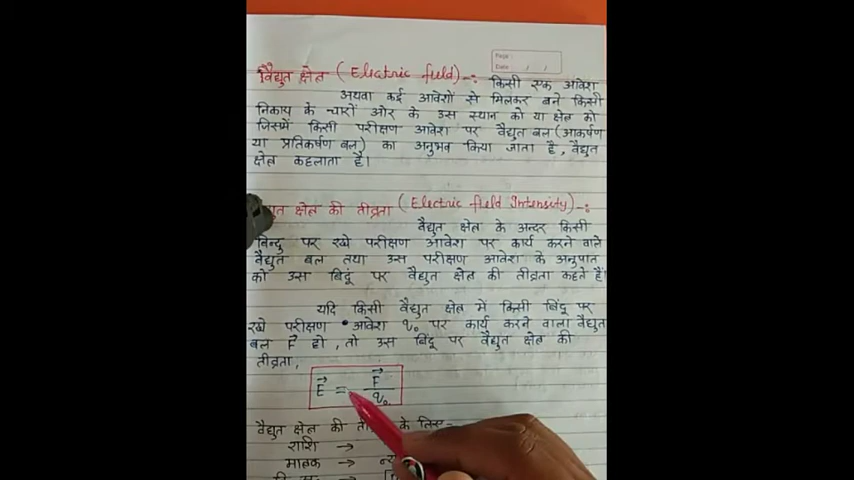 Page :
Date : / /
विद्युत क्षेत्र ( Electric field) -: किसी एक आवेश
अथवा कई आवेशों से मिलकर बने किसी
निकाय के चारों ओर के उस स्थान को या क्षेत्र को
जिसमें किसी परीक्षण आवेश पर वैद्युत बल (आकर्षण
या प्रतिकर्षण बल) का अनुभव किया जाता है, वैद्युत
क्षेत्र कहलाता है।
क्षेत्र की तीव्रता ( Electric field Intensity) -:
वैद्युत क्षेत्र के अन्दर किसी
बिन्दु पर रखे परीक्षण आवेश पर कार्य करने वाले
वैद्युत बल तथा उस परीक्षण आवेश के अनुपात
को उस बिंदू पर वैद्युत क्षेत्र की तीव्रता कहते हैं।
यदि किसी वैद्युत क्षेत्र में किसी बिंदू पर
रखे परीक्षण आवेश q₀ पर कार्य करने वाला वैद्युत
बल F⃗ हो, तो उस बिंदू पर वैद्युत क्षेत्र की
तीव्रता,
E⃗ = F⃗ / q₀
वैद्युत क्षेत्र की के लिए -
राशि →
मात्रक →